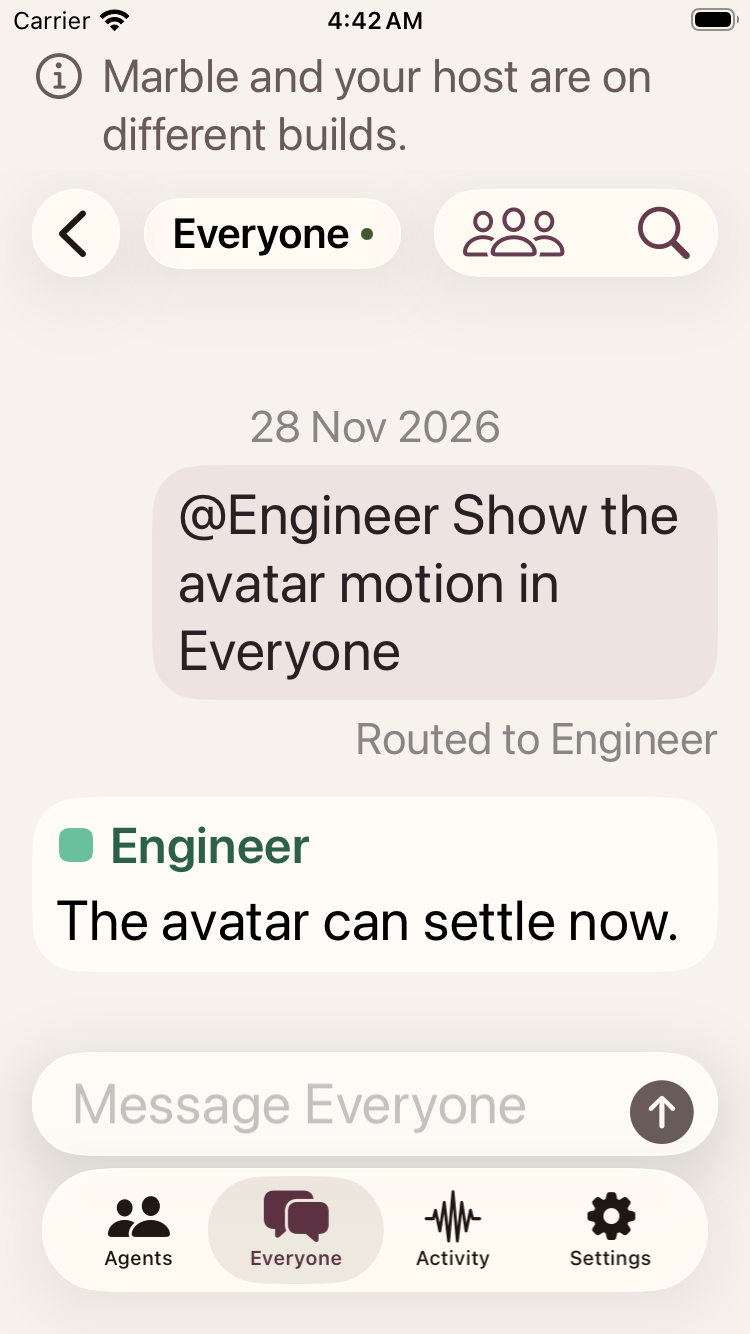 Carrier 4:42 AM
Marble and your host are on
different builds.
Everyone
28 Nov 2026
@Engineer Show the
avatar motion in
Everyone
Routed to Engineer
Engineer
The avatar can settle now.
Message Everyone
Agents Everyone Activity Settings